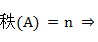 秩(A) = n ⇒